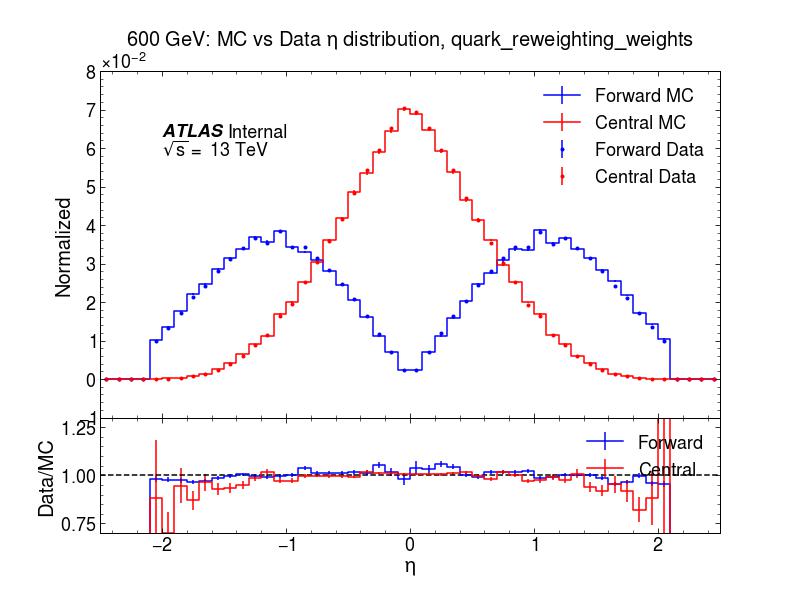 600 GeV: MC vs Data η distribution, quark_reweighting_weights
×10⁻²
8
7
6
5
4
3
2
1
0
−1
Normalized
ATLAS Internal
√s = 13 TeV
Forward MC
Central MC
Forward Data
Central Data
1.25
1.00
0.75
Data/MC
Forward
Central
−2
−1
0
1
2
η